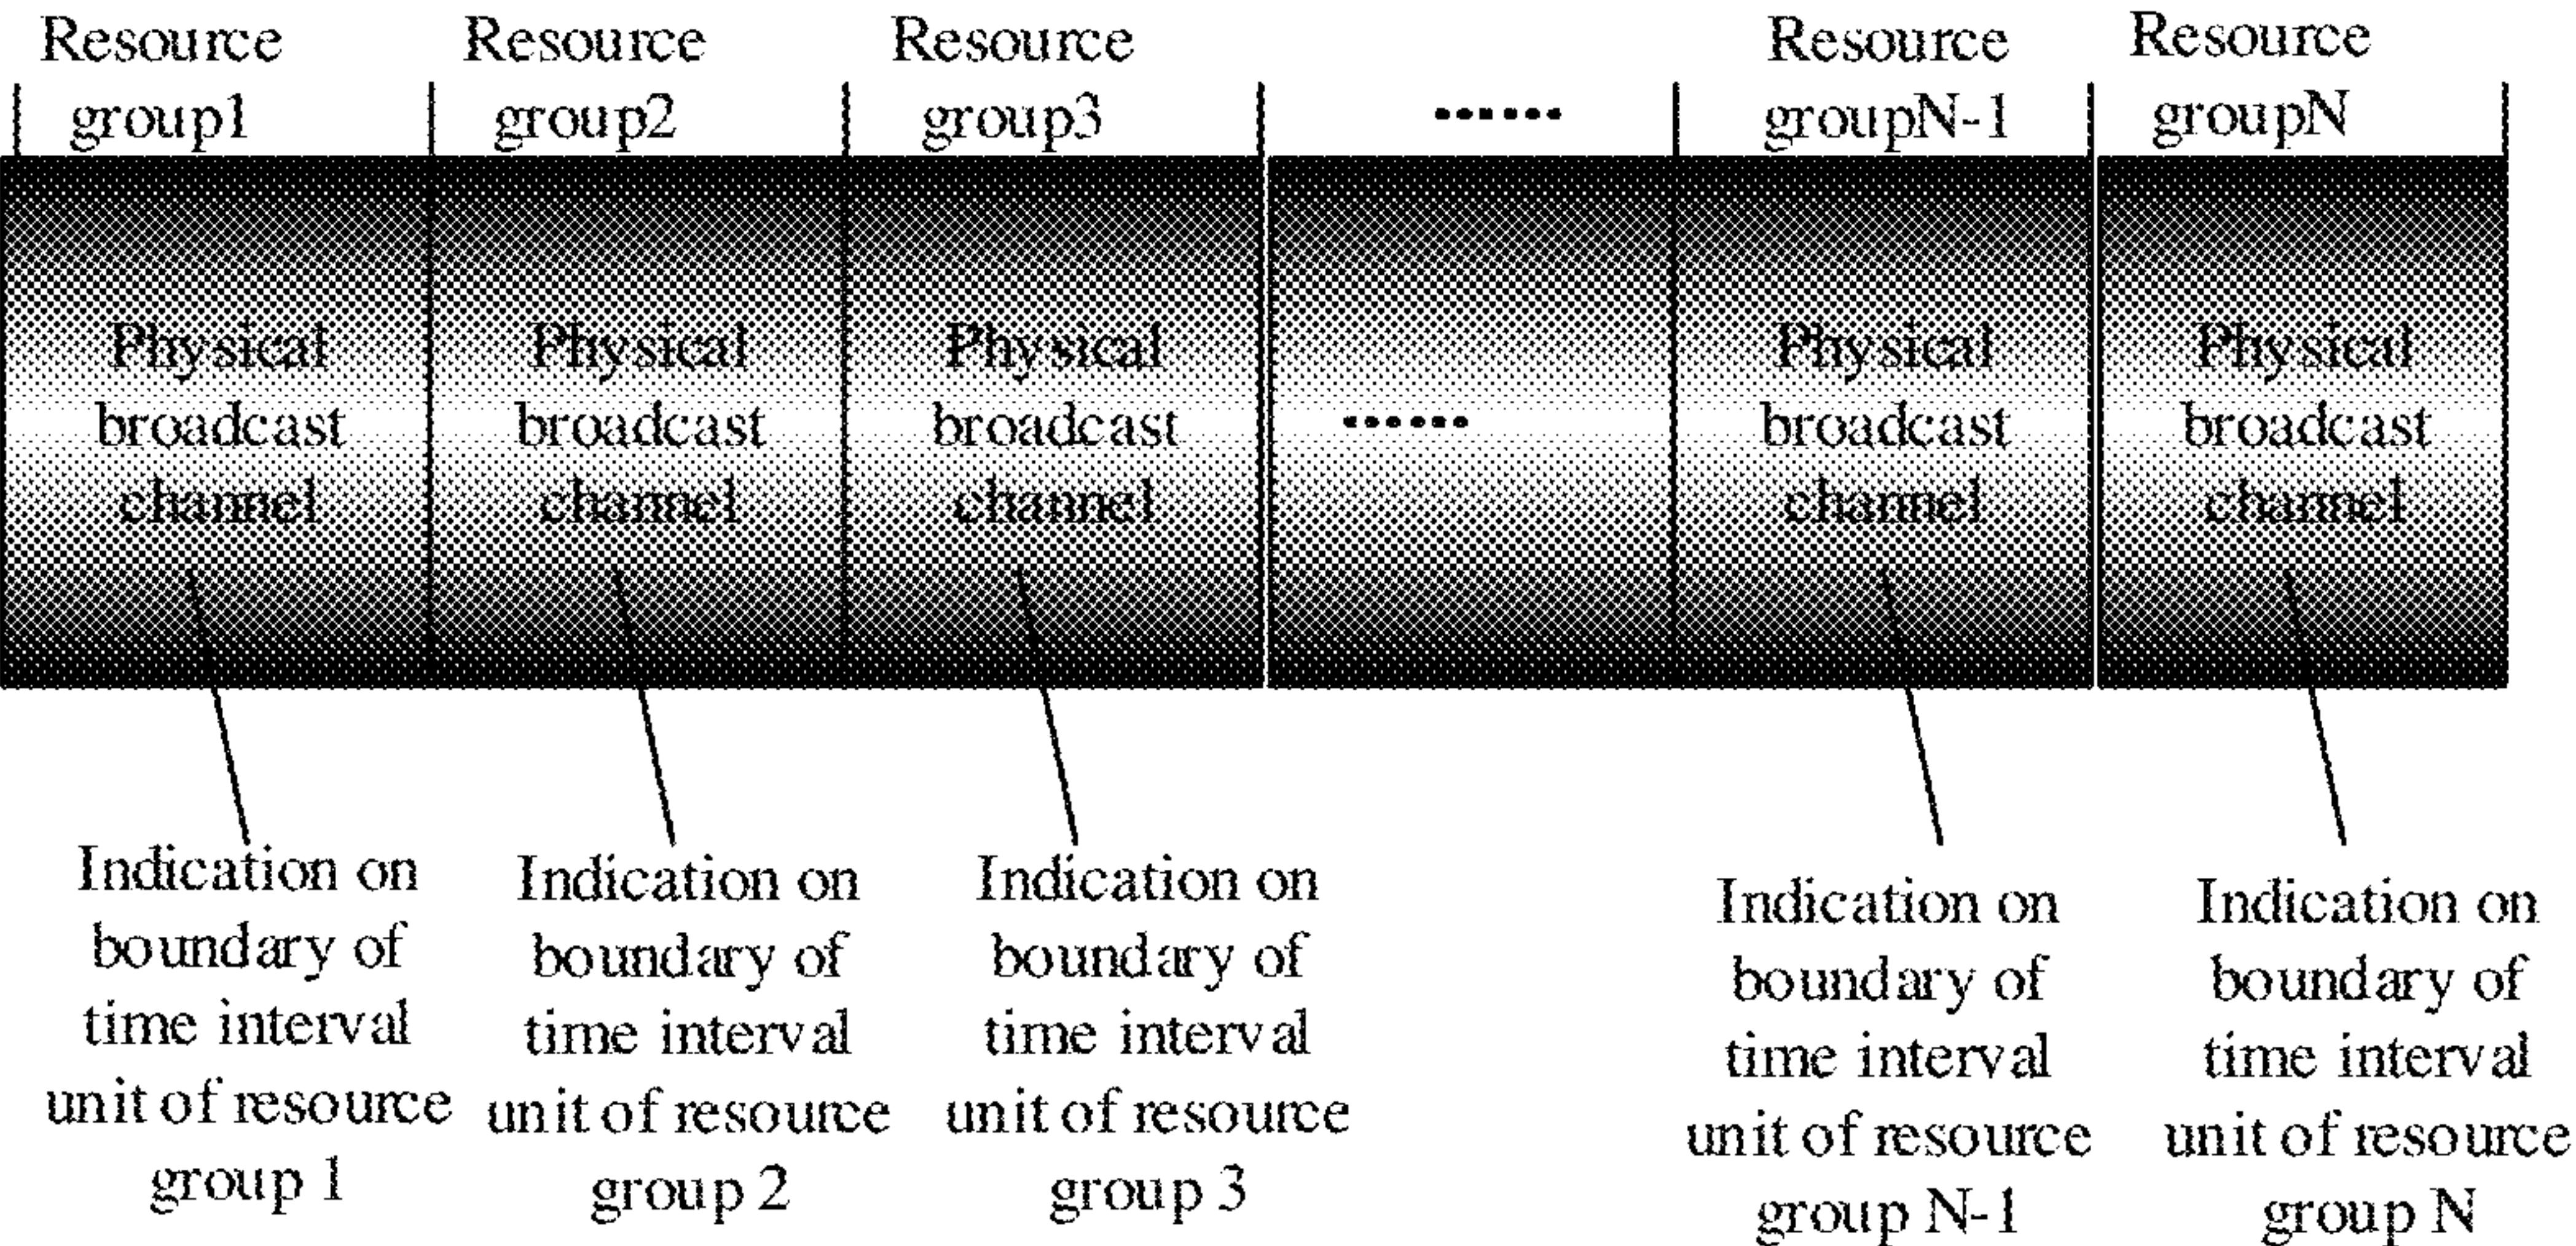 Resource
group1
Resource
group2
Resource
group3
......
Resource
groupN-1
Resource
groupN
Physical
broadcast
channel
Physical
broadcast
channel
Physical
broadcast
channel
......
Physical
broadcast
channel
Physical
broadcast
channel
Indication on
boundary of
time interval
unit of resource
group 1
Indication on
boundary of
time interval
unit of resource
group 2
Indication on
boundary of
time interval
unit of resource
group 3
Indication on
boundary of
time interval
unit of resource
group N-1
Indication on
boundary of
time interval
unit of resource
group N